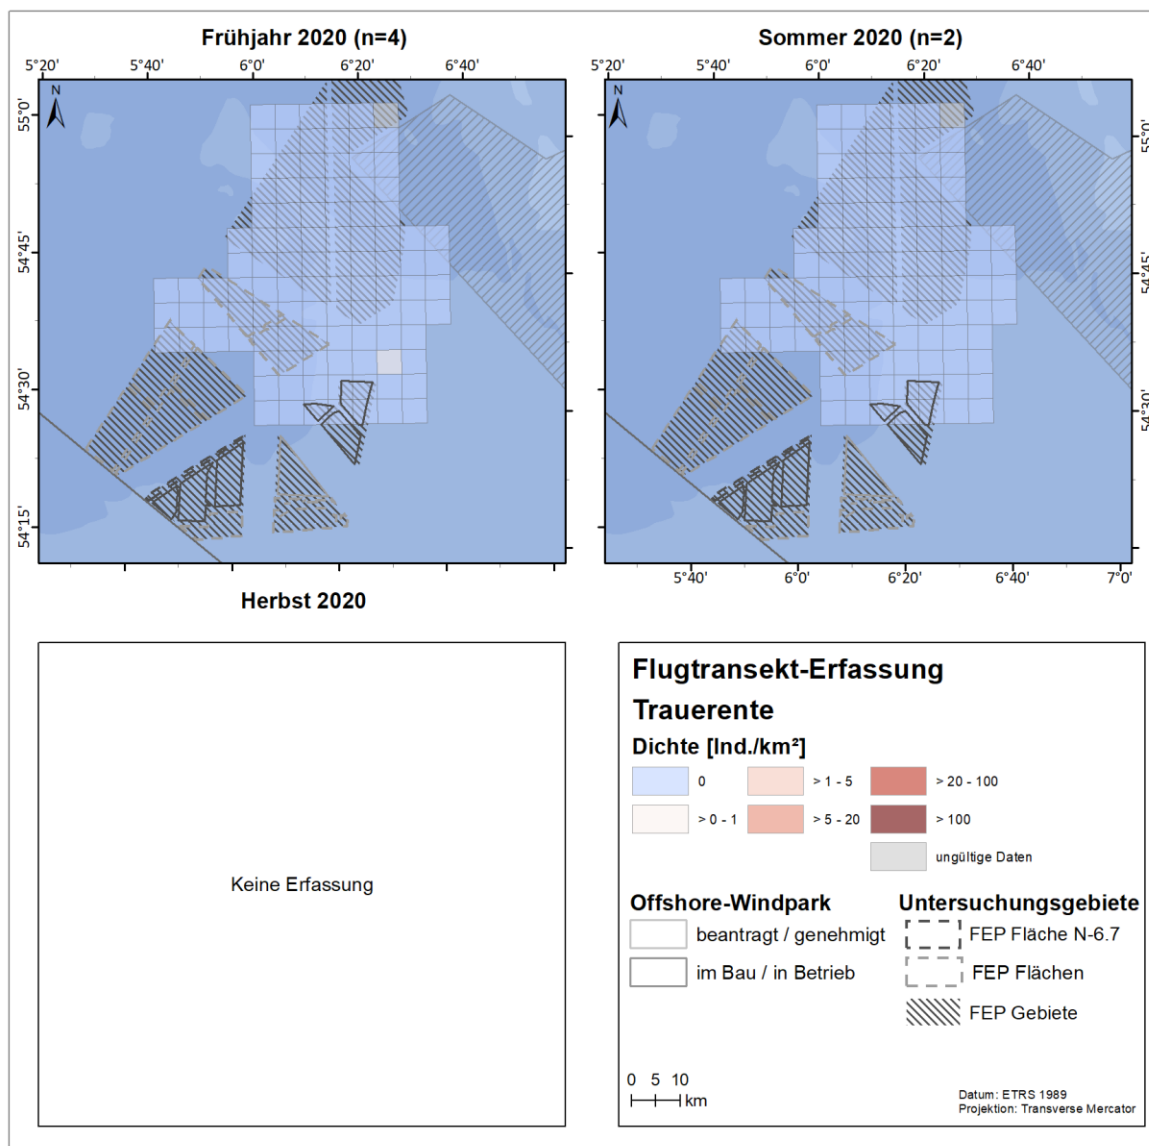 Frühjahr 2020 (n=4)
5°20' 5°40' 6°0' 6°20' 6°40'
N
55°0'
54°45'
54°30'
54°15'
Sommer 2020 (n=2)
5°20' 5°40' 6°0' 6°20' 6°40'
N
55°0'
54°45'
54°30'
54°15'
5°40' 6°0' 6°20' 6°40' 7°0'
Herbst 2020
Keine Erfassung
Flugtransekt-Erfassung
Trauerente
Dichte [Ind./km²]
0 > 1 - 5 > 20 - 100
> 0 - 1 > 5 - 20 > 100
ungültige Daten
Offshore-Windpark
beantragt / genehmigt
im Bau / in Betrieb
Untersuchungsgebiete
FEP Fläche N-6.7
FEP Flächen
FEP Gebiete
0 5 10
km
Datum: ETRS 1989
Projektion: Transverse Mercator